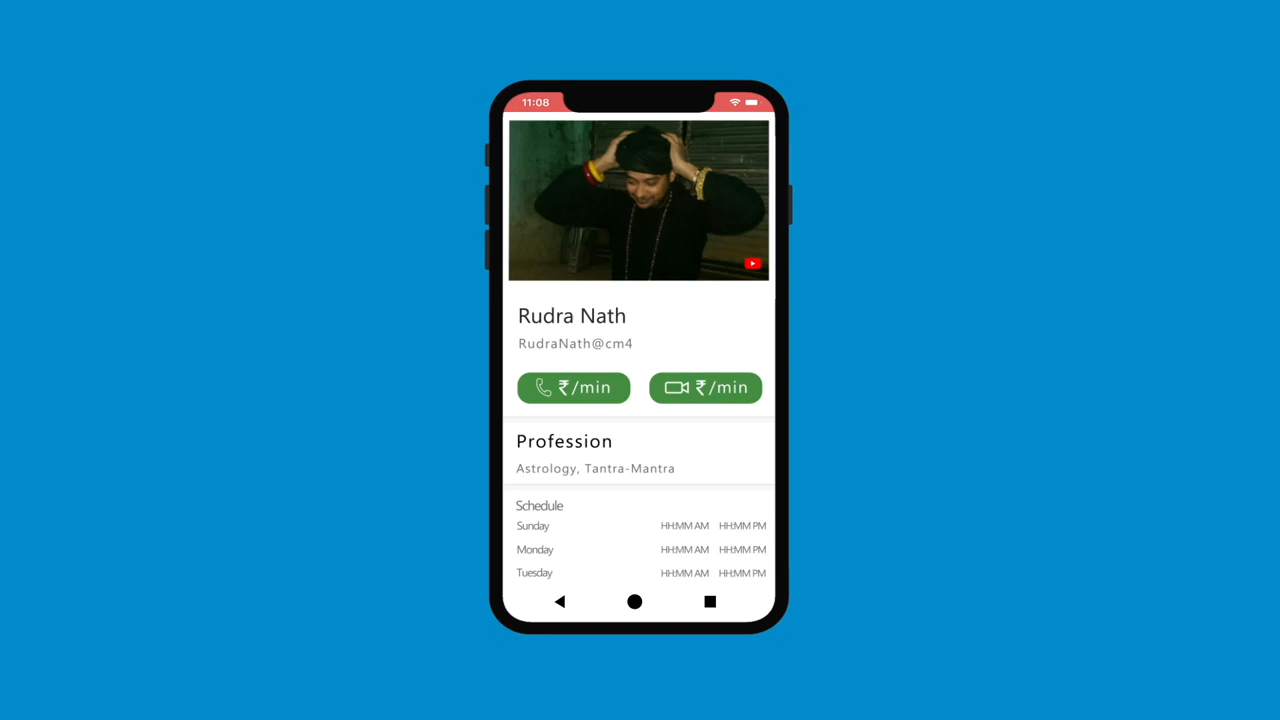 11:08
Rudra Nath
RudraNath@cm4
₹/min ₹/min
Profession
Astrology, Tantra-Mantra
Schedule
Sunday HH:MM AM HH:MM PM
Monday HH:MM AM HH:MM PM
Tuesday HH:MM AM HH:MM PM